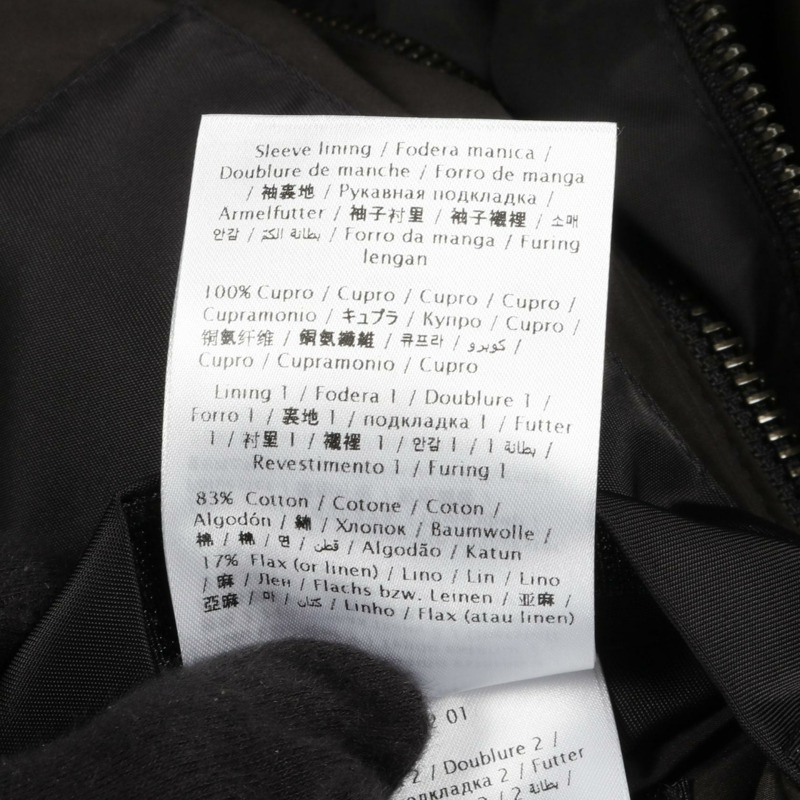 Sleeve lining / Fodera manica /
Doublure de manche / Forro de manga
/ 袖裏地 / Рукавная подкладка /
Armelfutter / 袖子衬里 / 袖子襯裡 / 소매
안감 / بطانة الكم / Forro da manga / Furing
lengan
100% Cupro / Cupro / Cupro / Cupro /
Cupramonio / キュプラ / Купро / Cupro /
铜氨纤维 / 銅氨纖維 / 큐프라 / كوبرو /
Cupro / Cupramonio / Cupro
Lining 1 / Fodera 1 / Doublure 1 /
Forro 1 / 裏地 1 / подкладка 1 / Futter
1 / 衬里 1 / 襯裡 1 / 안감 1 / بطانة 1 /
Revestimento 1 / Furing 1
83% Cotton / Cotone / Coton /
Algodón / 綿 / Хлопок / Baumwolle /
棉 / 棉 / 면 / قطن / Algodão / Katun
17% Flax (or linen) / Lino / Lin / Lino
/ 麻 / Лен / Flachs bzw. Leinen / 亚麻 /
亞麻 / 마 / كتان / Linho / Flax (atau linen)
01
2 / Doublure 2 /
одкладка 2 / Futter
/ 2 بطانة /